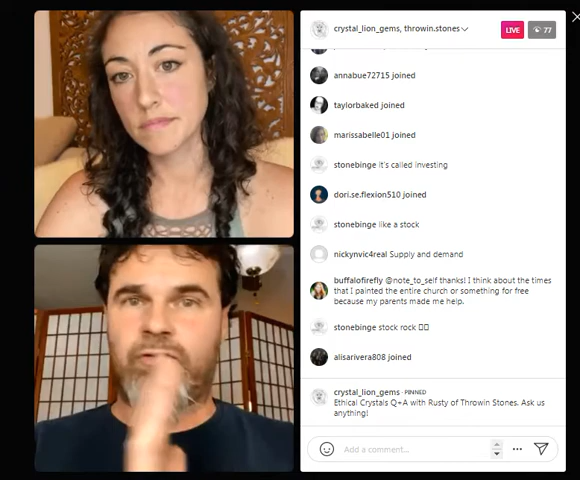 crystal_lion_gems, throwin.stones
LIVE
77
annabue72715 joined
taylorbaked joined
marissabelle01 joined
stonebinge it's called investing
dori.se.flexion510 joined
stonebinge like a stock
nickynvic4real Supply and demand
buffalofirefly @note_to_self thanks! I think about the times
that I painted the entire church or something for free
because my parents made me help.
stonebinge stock rock
alisarivera808 joined
crystal_lion_gems · PINNED
Ethical Crystals Q+A with Rusty of Throwin Stones. Ask us
anything!
Add a comment...